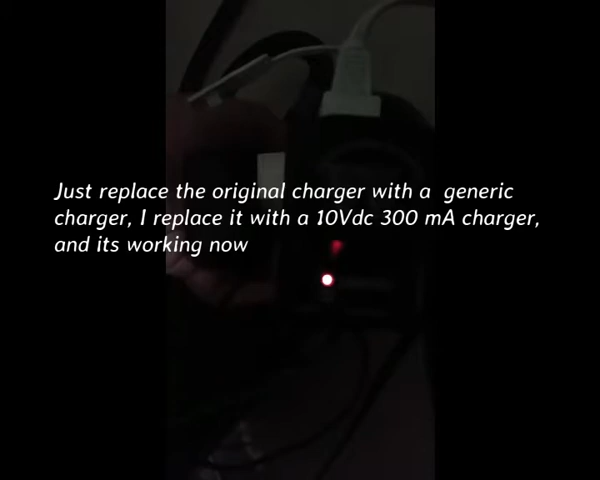 Just replace the original charger with a  generic
charger, I replace it with a 10Vdc 300 mA charger,
and its working now